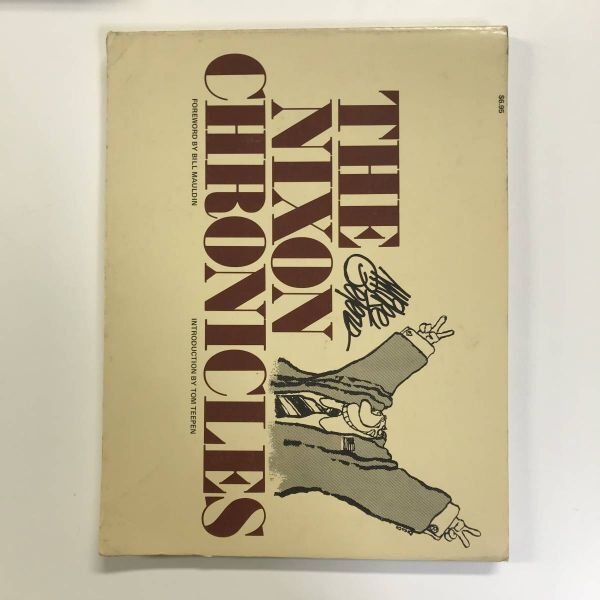 $6.95
THE
NIXON
CHRONICLES
FOREWORD BY BILL MAULDIN
INTRODUCTION BY TOM TEEPEN